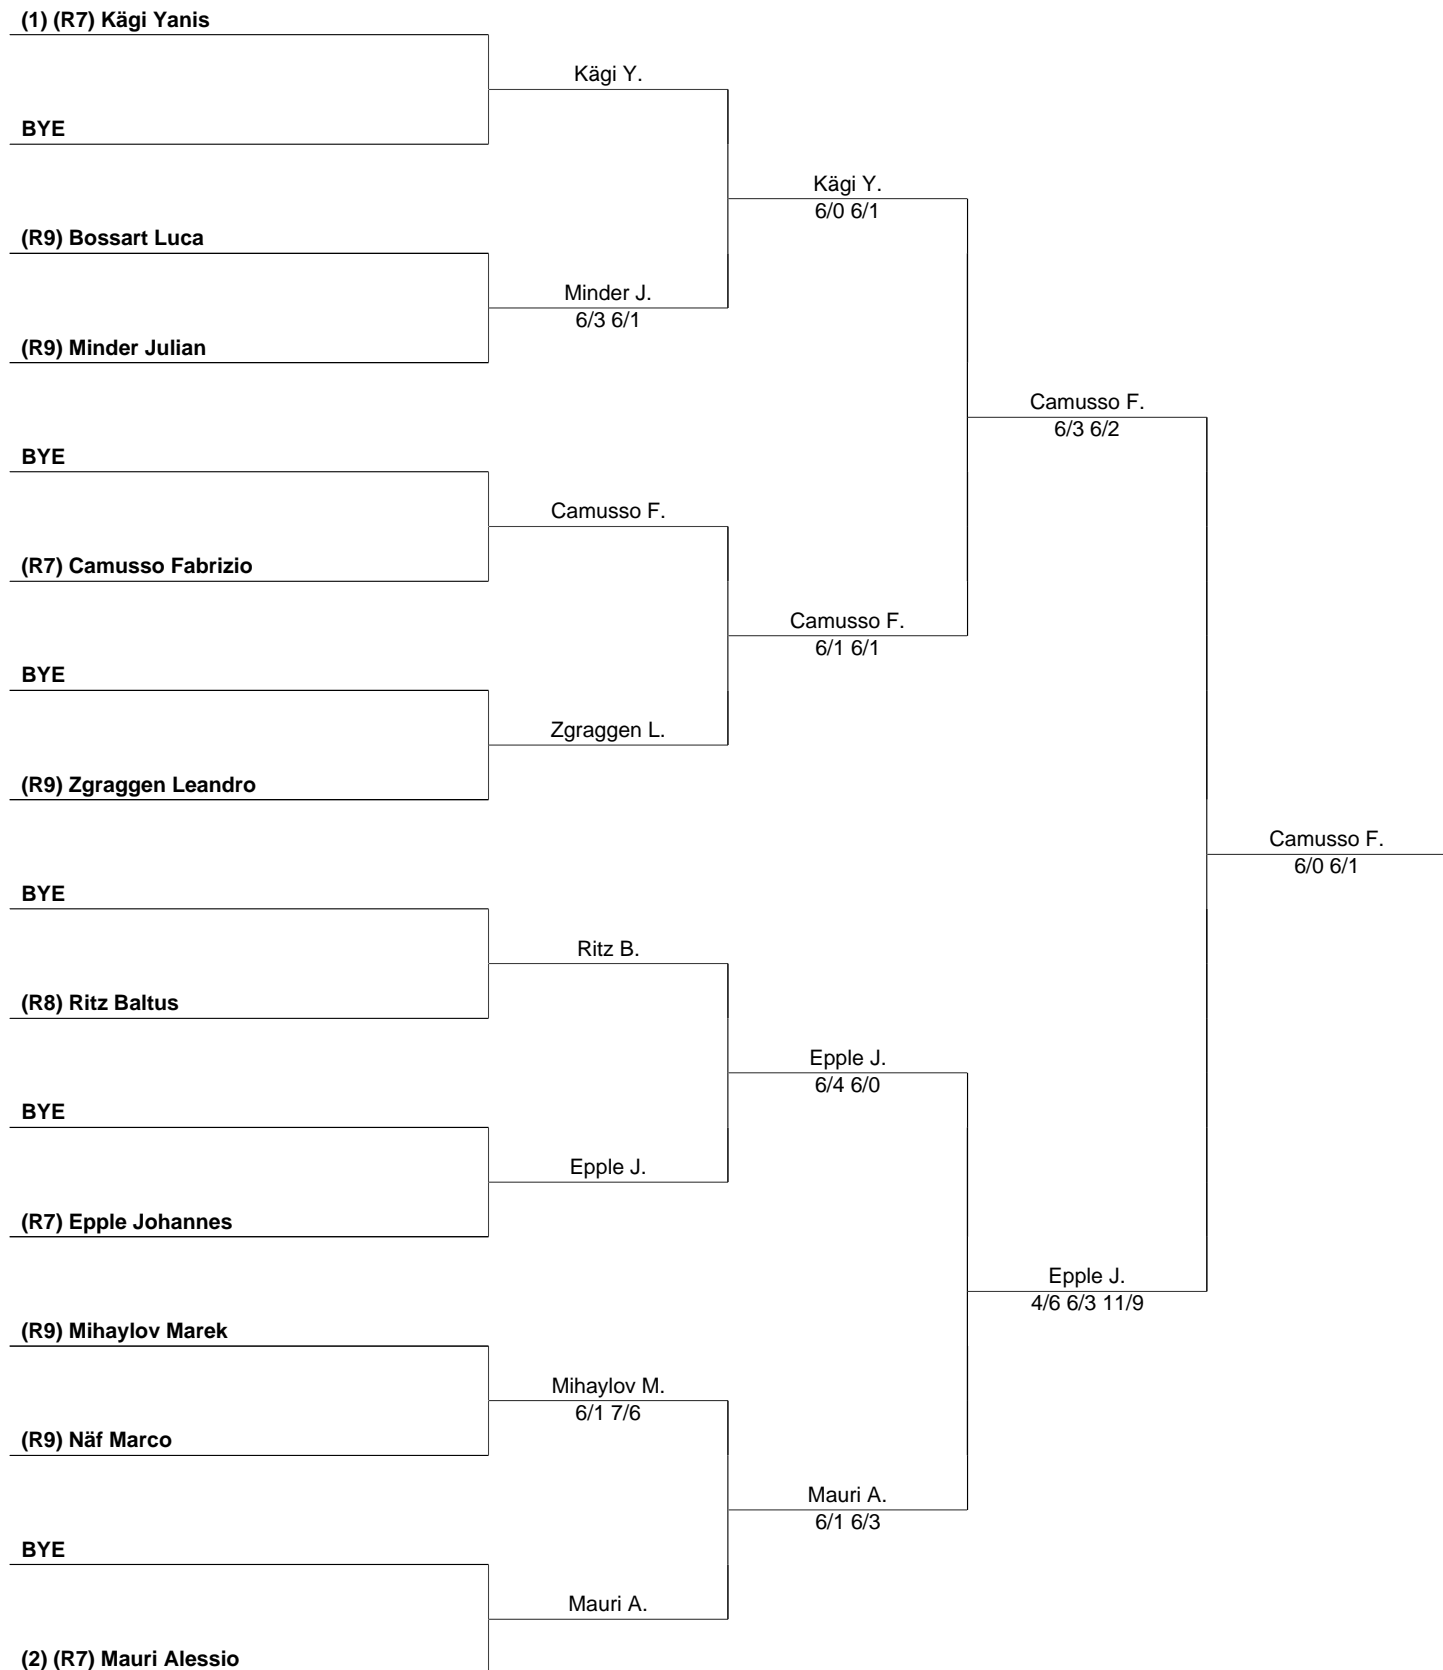 (1) (R7) Kägi Yanis
Kägi Y.
BYE
Kägi Y.
6/0 6/1
(R9) Bossart Luca
Minder J.
6/3 6/1
(R9) Minder Julian
Camusso F.
6/3 6/2
BYE
Camusso F.
(R7) Camusso Fabrizio
Camusso F.
6/1 6/1
BYE
Zgraggen L.
(R9) Zgraggen Leandro
Camusso F.
6/0 6/1
BYE
Ritz B.
(R8) Ritz Baltus
Epple J.
6/4 6/0
BYE
Epple J.
(R7) Epple Johannes
Epple J.
4/6 6/3 11/9
(R9) Mihaylov Marek
Mihaylov M.
6/1 7/6
(R9) Näf Marco
Mauri A.
6/1 6/3
BYE
Mauri A.
(2) (R7) Mauri Alessio